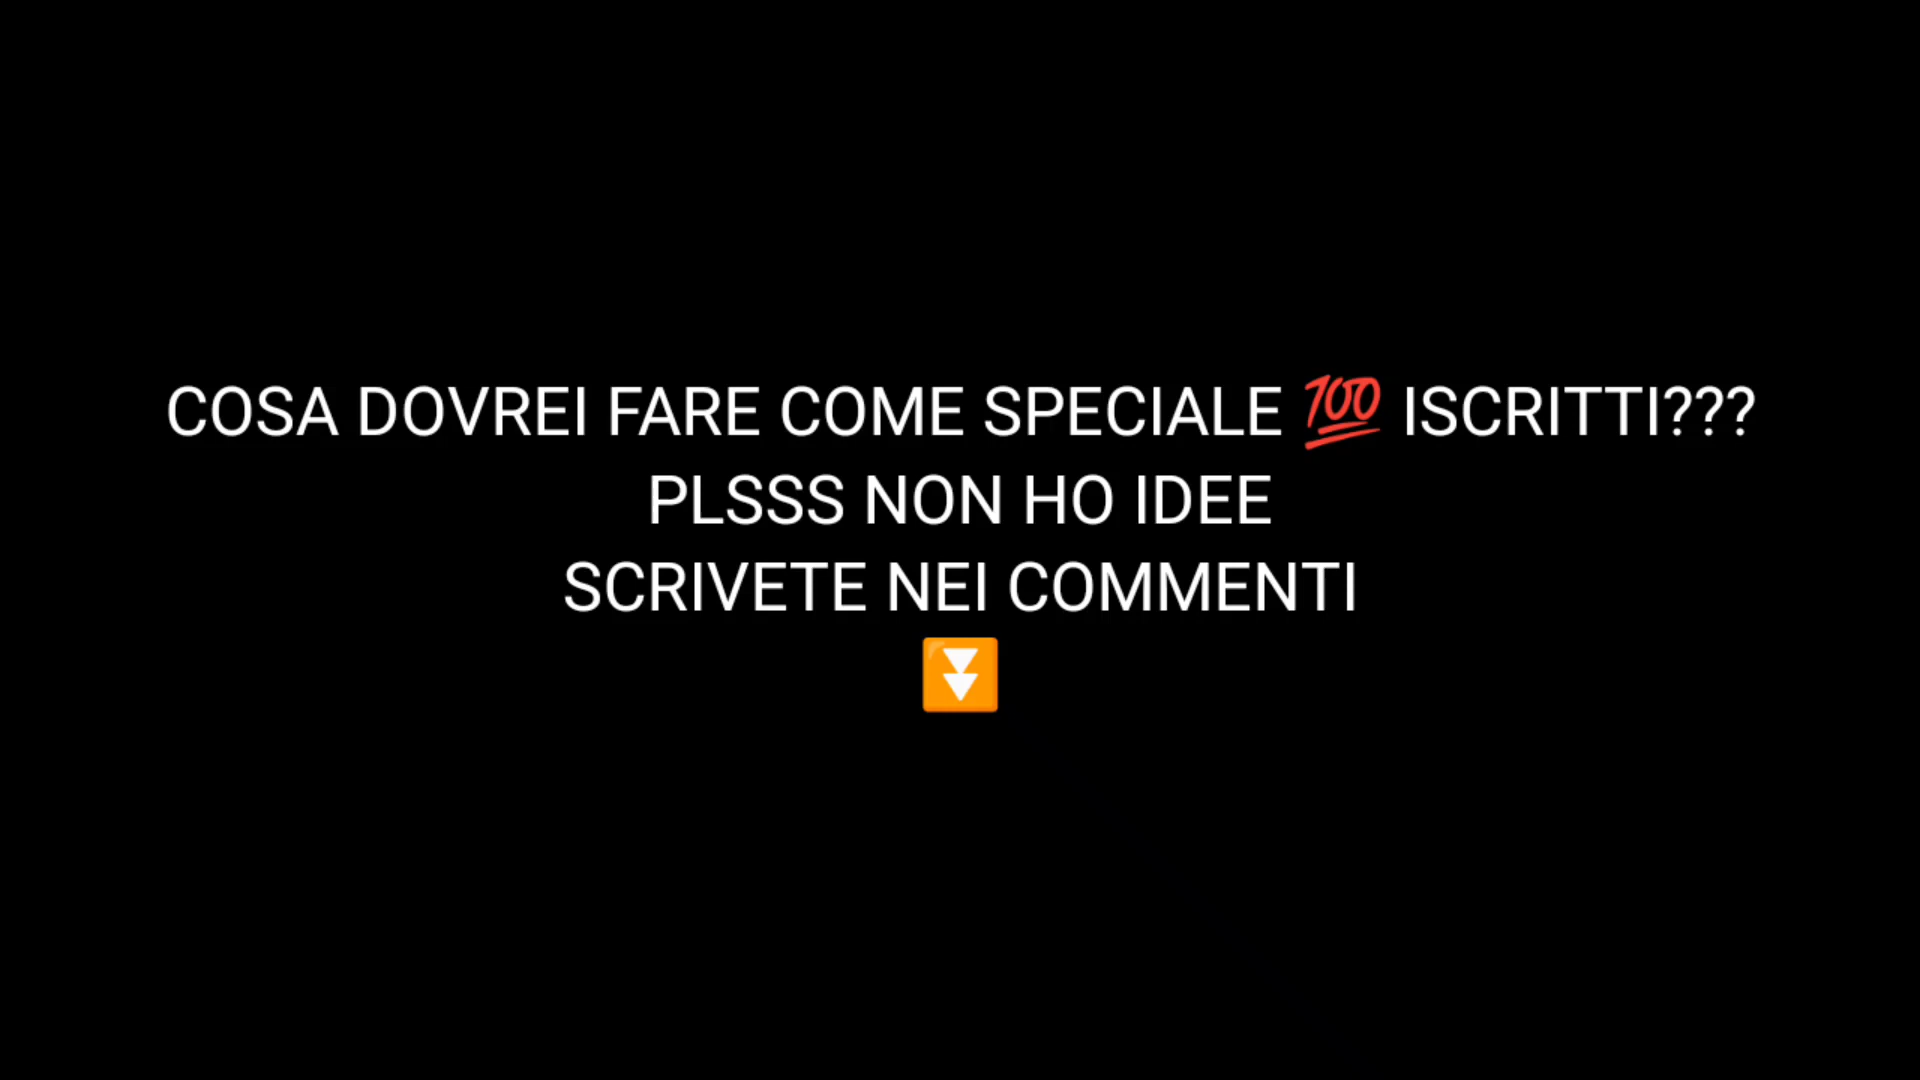 COSA DOVREI FARE COME SPECIALE 💯 ISCRITTI???
PLSSS NON HO IDEE
SCRIVETE NEI COMMENTI
⏬